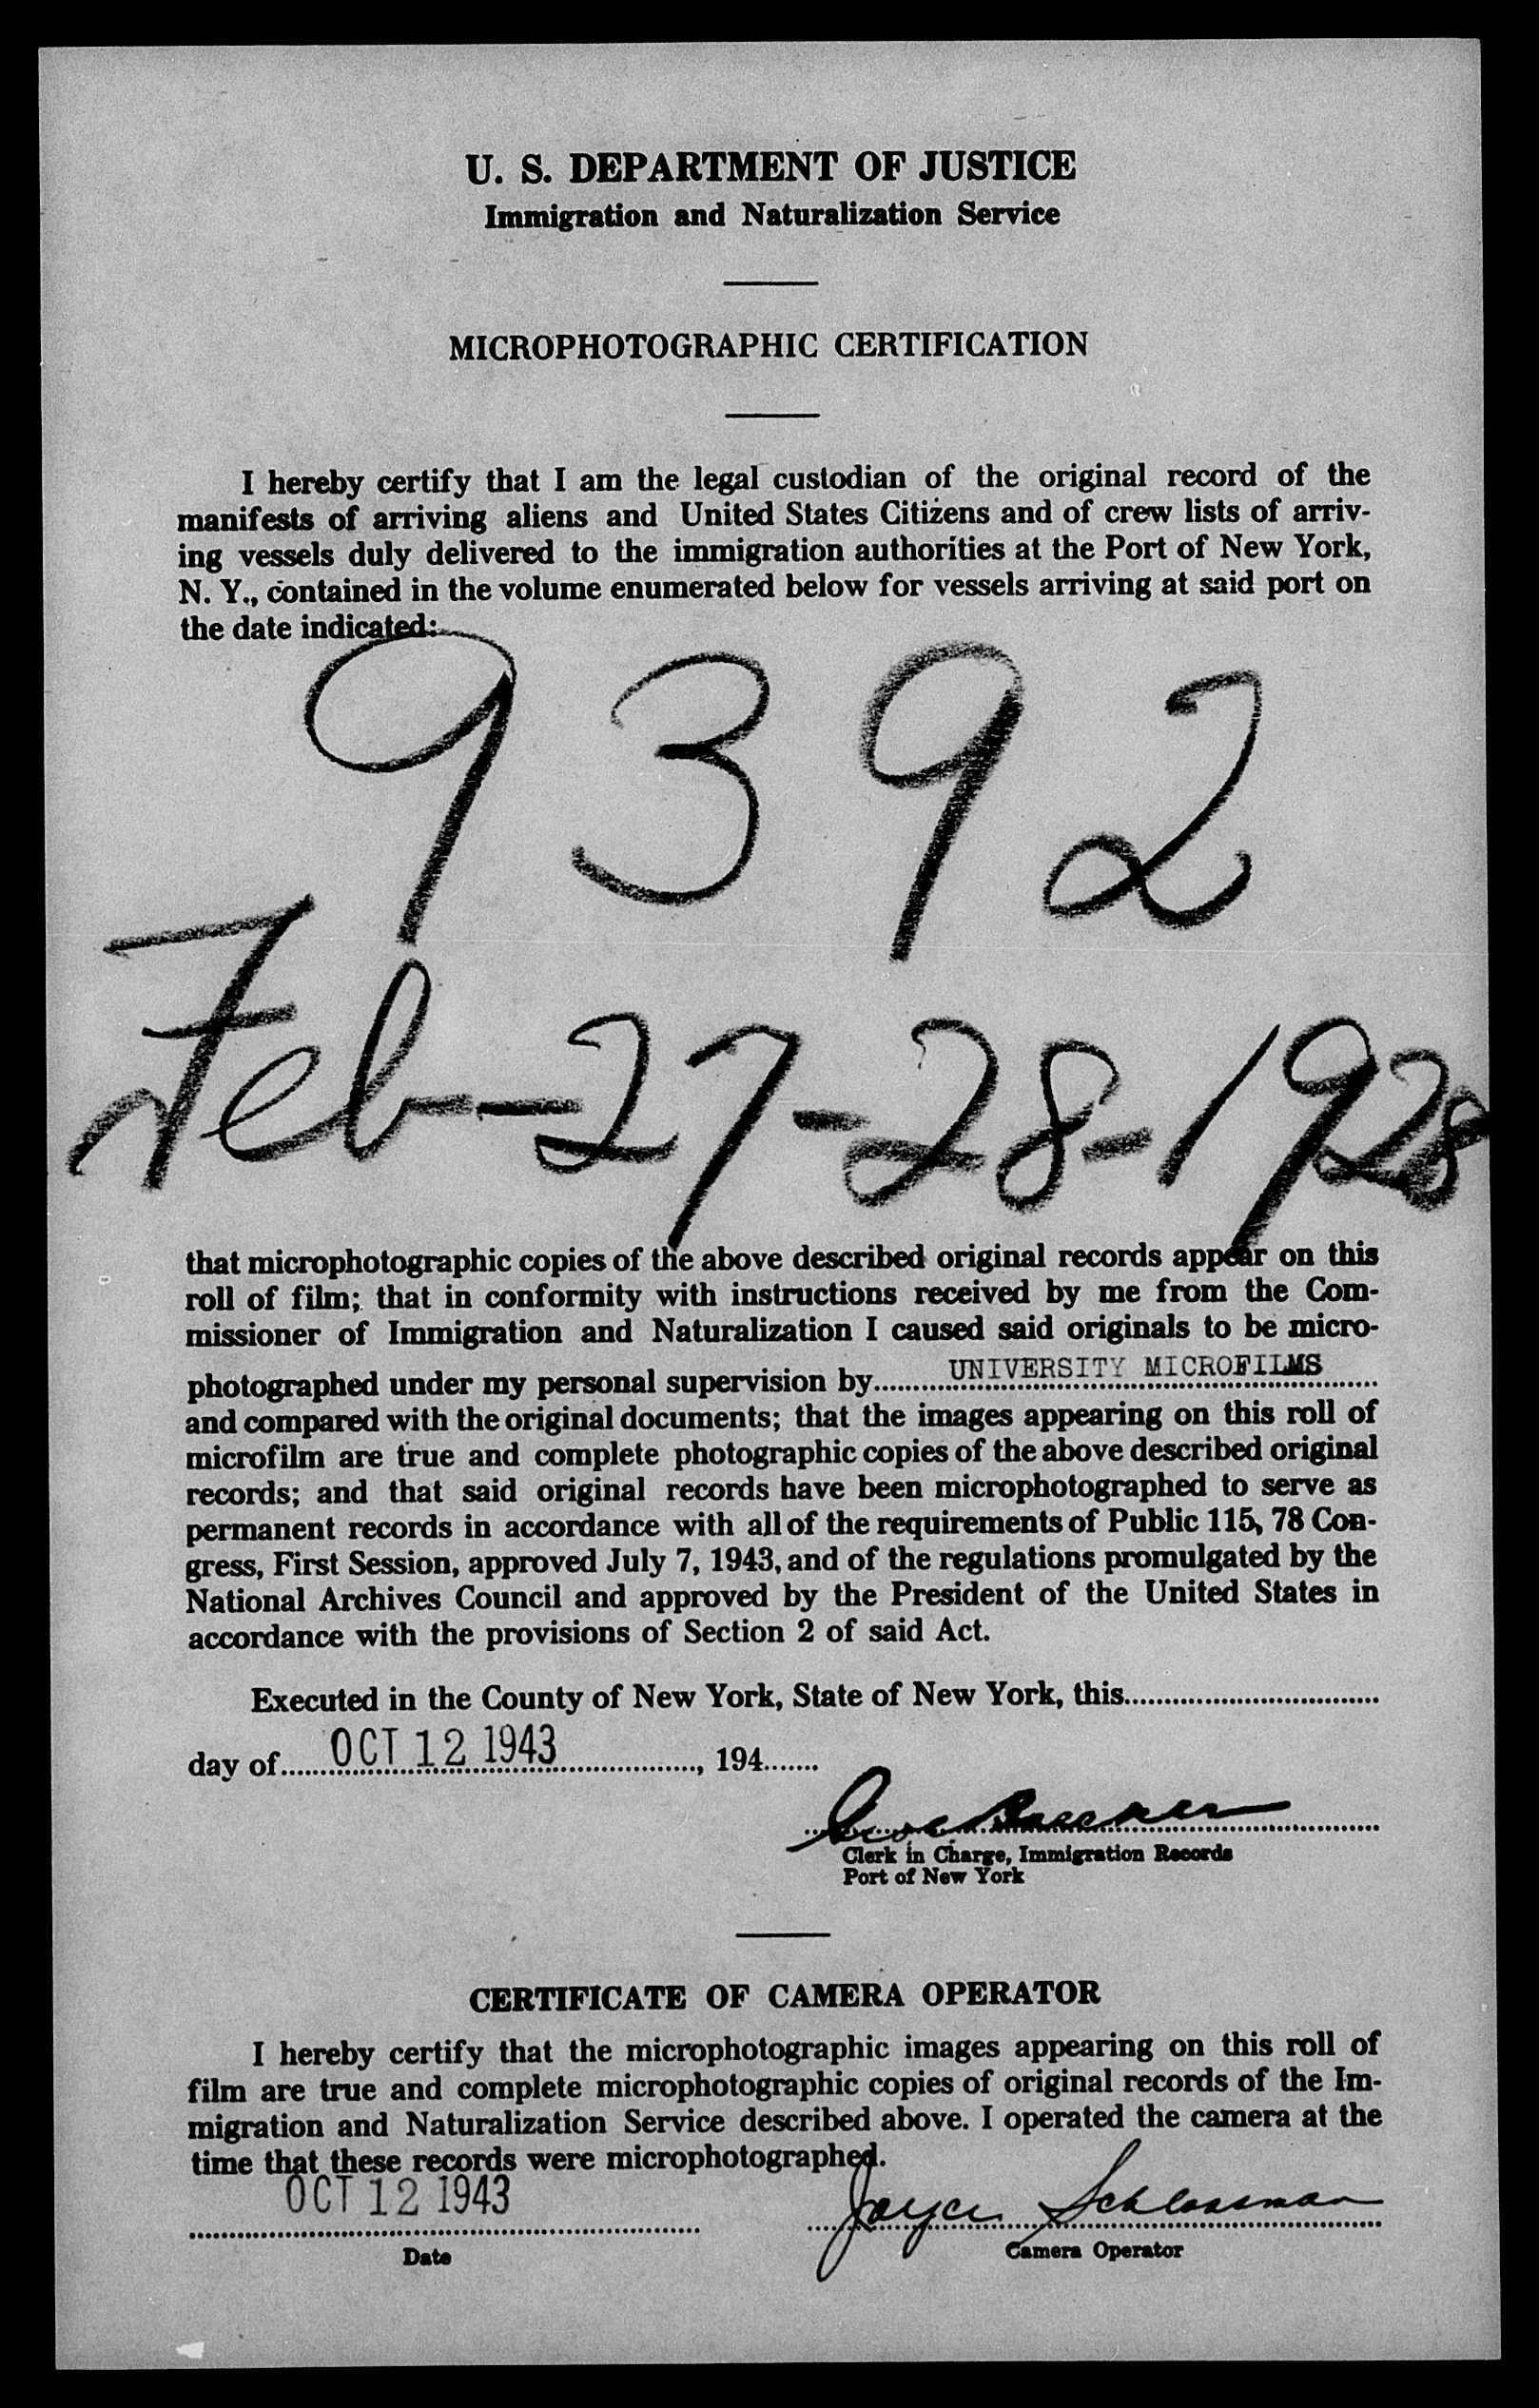 U. S. DEPARTMENT OF JUSTICE
Immigration and Naturalization Service
MICROPHOTOGRAPHIC CERTIFICATION
I hereby certify that I am the legal custodian of the original record of the
manifests of arriving aliens and United States Citizens and of crew lists of arriv-
ing vessels duly delivered to the immigration authorities at the Port of New York,
N. Y., contained in the volume enumerated below for vessels arriving at said port on
the date indicated:
9392
Feb-27-28-1928
that microphotographic copies of the above described original records appear on this
roll of film; that in conformity with instructions received by me from the Com-
missioner of Immigration and Naturalization I caused said originals to be micro-
photographed under my personal supervision by UNIVERSITY MICROFILMS
and compared with the original documents; that the images appearing on this roll of
microfilm are true and complete photographic copies of the above described original
records; and that said original records have been microphotographed to serve as
permanent records in accordance with all of the requirements of Public 115, 78 Con-
gress, First Session, approved July 7, 1943, and of the regulations promulgated by the
National Archives Council and approved by the President of the United States in
accordance with the provisions of Section 2 of said Act.
Executed in the County of New York, State of New York, this
day of OCT 12 1943, 194
Clerk in Charge, Immigration Records
Port of New York
CERTIFICATE OF CAMERA OPERATOR
I hereby certify that the microphotographic images appearing on this roll of
film are true and complete microphotographic copies of original records of the Im-
migration and Naturalization Service described above. I operated the camera at the
time that these records were microphotographed.
OCT 12 1943 Joyce Schlossman
Date Camera Operator